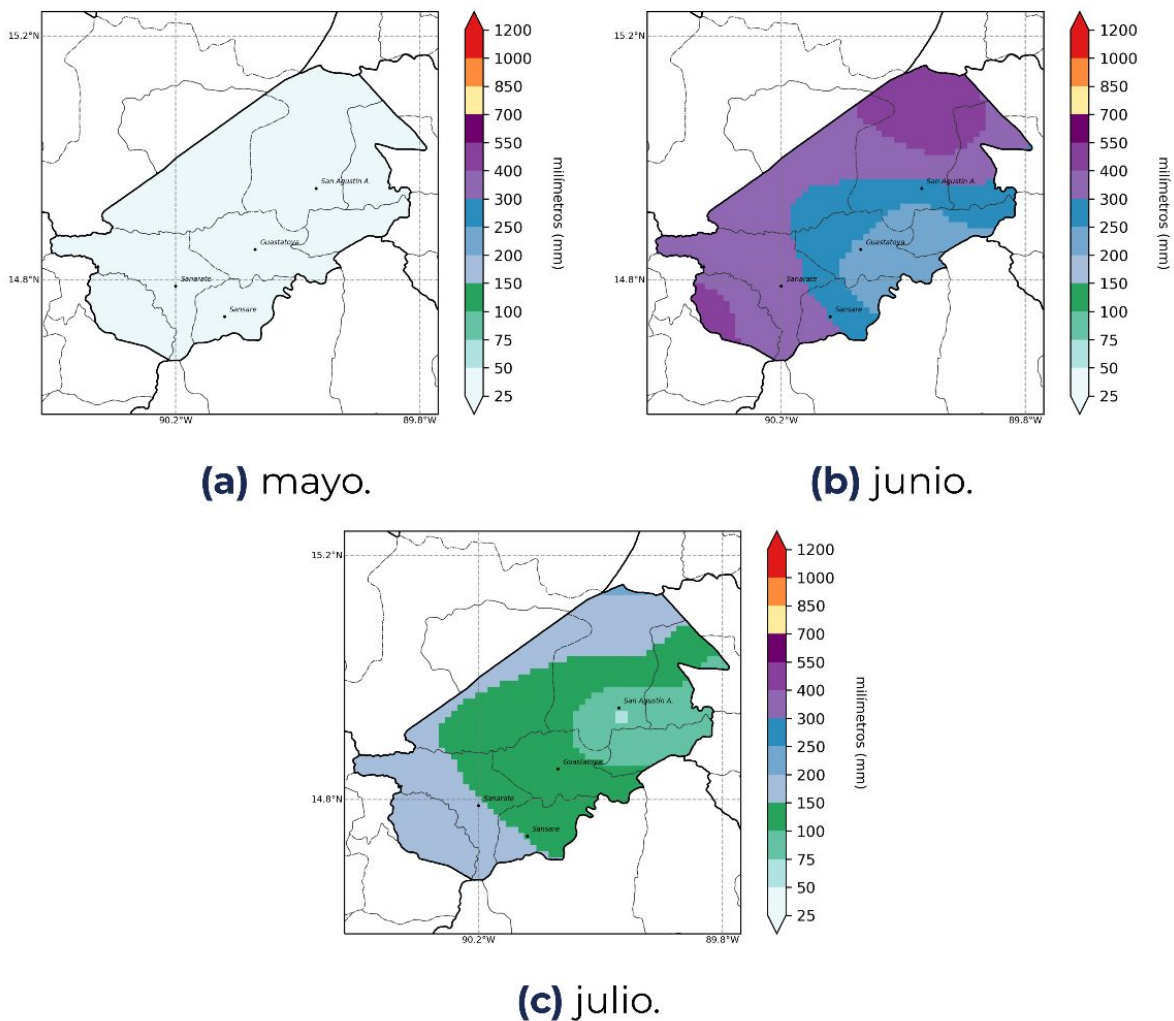 15.2°N
14.8°N
90.2°W
89.8°W
San Agustín A.
Guastatoya
Sanarate
Sansare
1200
1000
850
700
550
400
300
250
200
150
100
75
50
25
milímetros (mm)
(a) mayo.
15.2°N
14.8°N
90.2°W
89.8°W
San Agustín A.
Guastatoya
Sanarate
Sansare
1200
1000
850
700
550
400
300
250
200
150
100
75
50
25
milímetros (mm)
(b) junio.
15.2°N
14.8°N
90.2°W
89.8°W
San Agustín A.
Guastatoya
Sanarate
Sansare
1200
1000
850
700
550
400
300
250
200
150
100
75
50
25
milímetros (mm)
(c) julio.